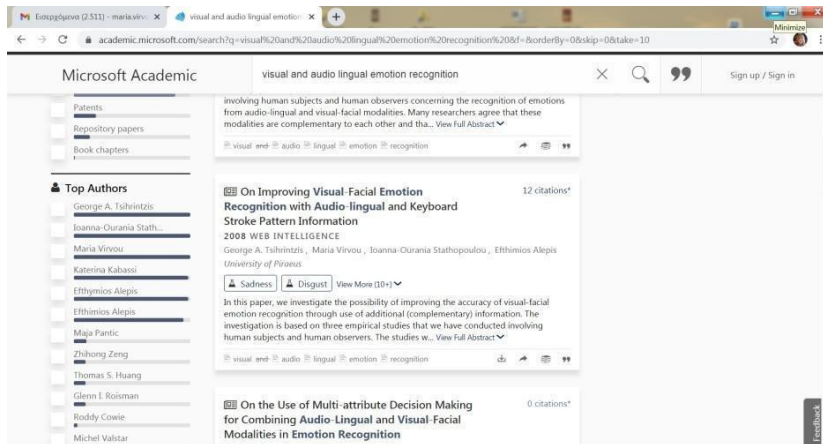 Εισερχόμενα (2.511) - maria.virv
visual and audio lingual emotion
Minimize
academic.microsoft.com/search?q=visual%20and%20audio%20lingual%20emotion%20recognition%20&f=&orderBy=0&skip=0&take=10
Microsoft Academic
visual and audio lingual emotion recognition
Sign up / Sign in
Patents
Repository papers
Book chapters
Top Authors
George A. Tsihrintzis
Ioanna-Ourania Stath...
Maria Virvou
Katerina Kabassi
Efthymios Alepis
Efthimios Alepis
Maja Pantic
Zhihong Zeng
Thomas S. Huang
Glenn I. Roisman
Roddy Cowie
Michel Valstar
involving human subjects and human observers concerning the recognition of emotions
from audio-lingual and visual-facial modalities. Many researchers agree that these
modalities are complementary to each other and tha... View Full Abstract
visual and audio lingual emotion recognition
On Improving Visual-Facial Emotion
Recognition with Audio-lingual and Keyboard
Stroke Pattern Information
12 citations*
2008 WEB INTELLIGENCE
George A. Tsihrintzis , Maria Virvou , Ioanna-Ourania Stathopoulou , Efthimios Alepis
University of Piraeus
Sadness Disgust View More (10+)
In this paper, we investigate the possibility of improving the accuracy of visual-facial
emotion recognition through use of additional (complementary) information. The
investigation is based on three empirical studies that we have conducted involving
human subjects and human observers. The studies w... View Full Abstract
visual and audio lingual emotion recognition
On the Use of Multi-attribute Decision Making
for Combining Audio-Lingual and Visual-Facial
Modalities in Emotion Recognition
0 citations*
Feedback